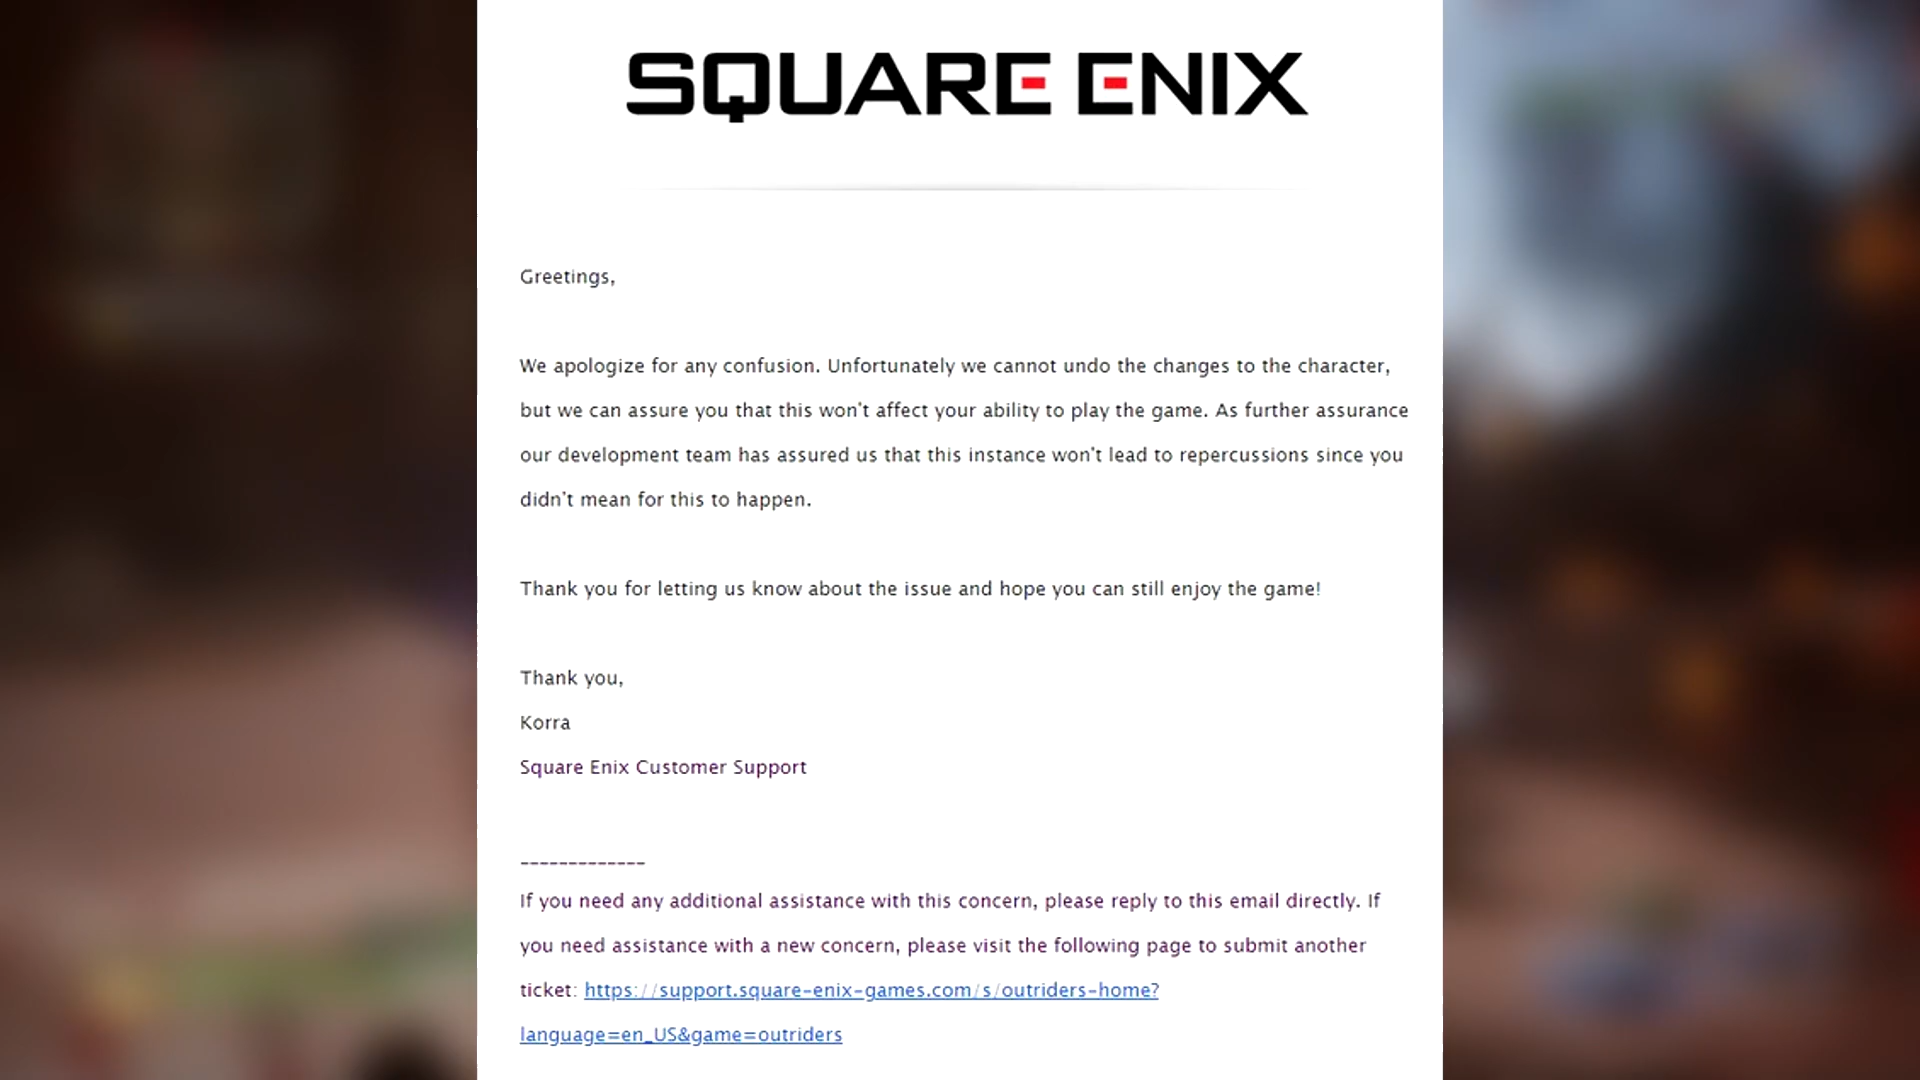 SQUARE ENIX
Greetings,
We apologize for any confusion. Unfortunately we cannot undo the changes to the character,
but we can assure you that this won't affect your ability to play the game. As further assurance
our development team has assured us that this instance won't lead to repercussions since you
didn't mean for this to happen.
Thank you for letting us know about the issue and hope you can still enjoy the game!
Thank you,
Korra
Square Enix Customer Support
-------------
If you need any additional assistance with this concern, please reply to this email directly. If
you need assistance with a new concern, please visit the following page to submit another
ticket: https://support.square-enix-games.com/s/outriders-home?
language=en_US&game=outriders